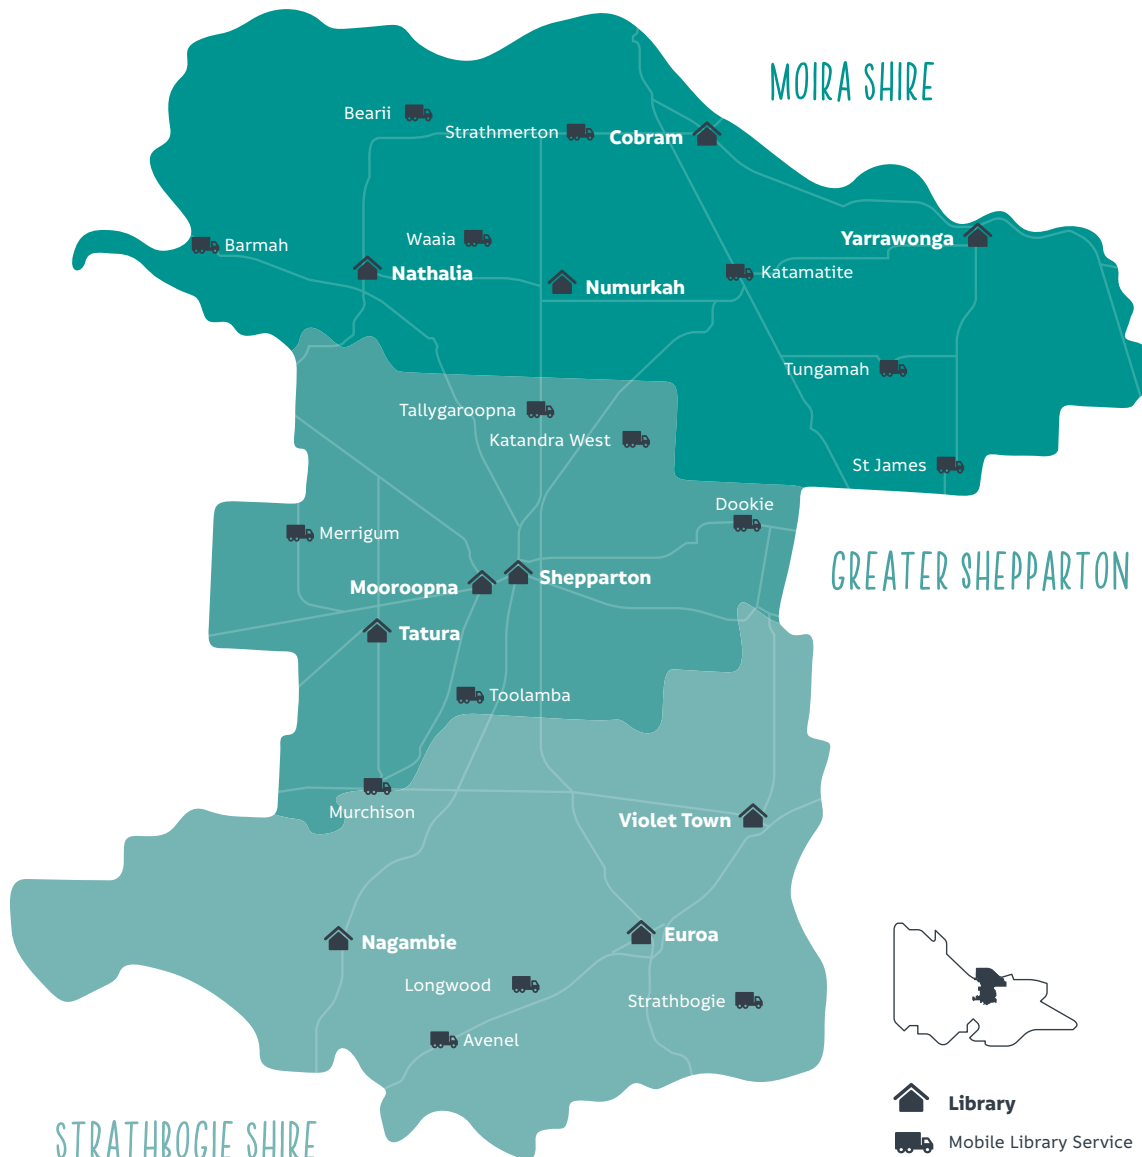 MOIRA SHIRE
Bearii
Strathmerton
Cobram
Barmah
Waaia
Yarrawonga
Nathalia
Numurkah
Katamatite
Tungamah
Tallygaroopna
Katandra West
St James
Dookie
Merrigum
GREATER SHEPPARTON
Mooroopna
Shepparton
Tatura
Toolamba
Murchison
Violet Town
Nagambie
Euroa
Longwood
Strathbogie
Avenel
STRATHBOGIE SHIRE
Library
Mobile Library Service